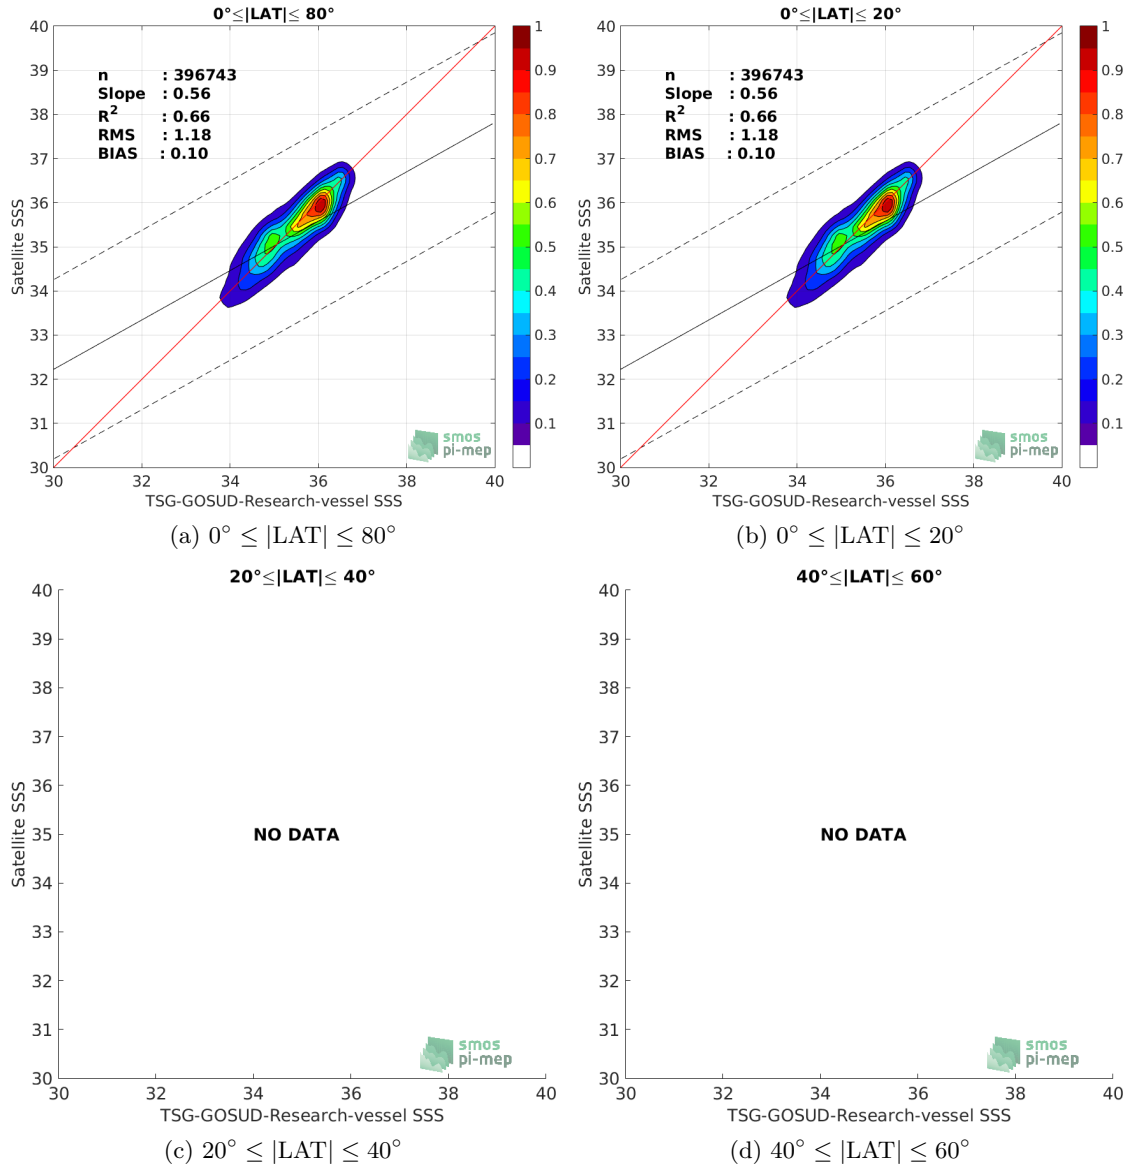 0°≤|LAT|≤ 80°
40
39
38
37
36
35
34
33
32
31
30
Satellite SSS
n : 396743
Slope : 0.56
R2 : 0.66
RMS : 1.18
BIAS : 0.10
smos
pi-mep
30 32 34 36 38 40
TSG-GOSUD-Research-vessel SSS
1
0.9
0.8
0.7
0.6
0.5
0.4
0.3
0.2
0.1
(a) 0° ≤ |LAT| ≤ 80°
0°≤|LAT|≤ 20°
40
39
38
37
36
35
34
33
32
31
30
Satellite SSS
n : 396743
Slope : 0.56
R2 : 0.66
RMS : 1.18
BIAS : 0.10
smos
pi-mep
30 32 34 36 38 40
TSG-GOSUD-Research-vessel SSS
1
0.9
0.8
0.7
0.6
0.5
0.4
0.3
0.2
0.1
(b) 0° ≤ |LAT| ≤ 20°
20°≤|LAT|≤ 40°
40
39
38
37
36
35
34
33
32
31
30
Satellite SSS
NO DATA
smos
pi-mep
30 32 34 36 38 40
TSG-GOSUD-Research-vessel SSS
(c) 20° ≤ |LAT| ≤ 40°
40°≤|LAT|≤ 60°
40
39
38
37
36
35
34
33
32
31
30
Satellite SSS
NO DATA
smos
pi-mep
30 32 34 36 38 40
TSG-GOSUD-Research-vessel SSS
(d) 40° ≤ |LAT| ≤ 60°